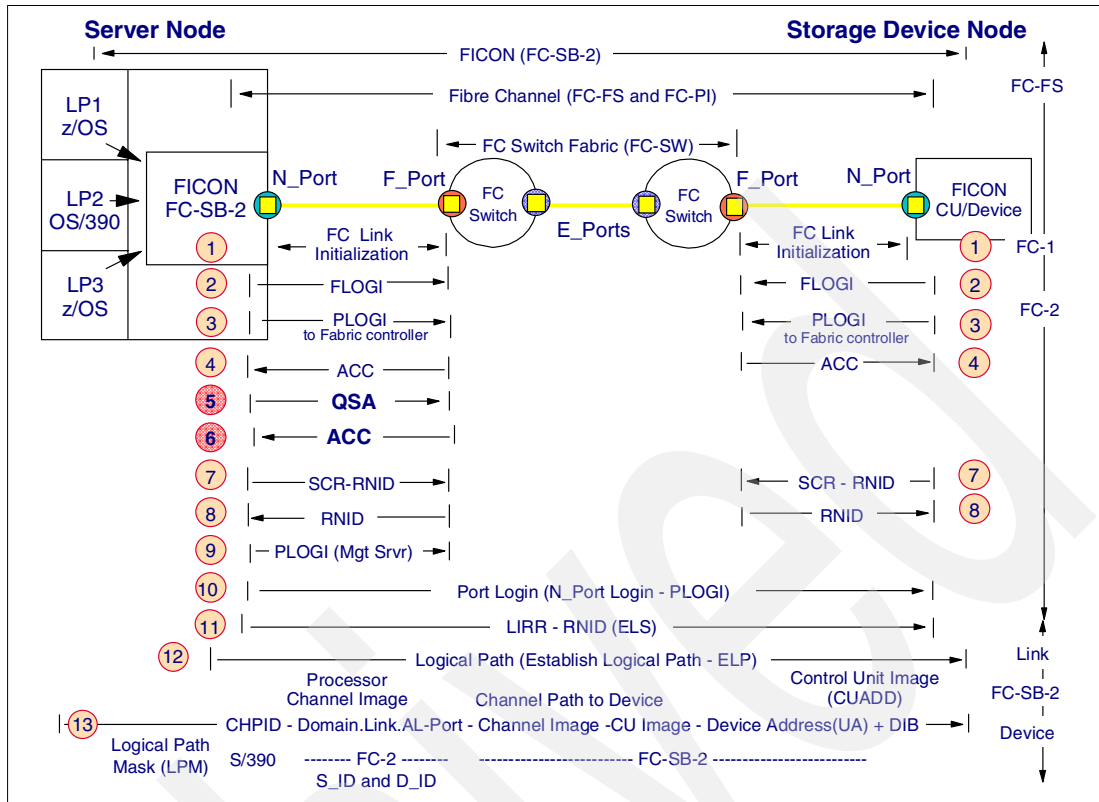 Server Node
Storage Device Node
FICON (FC-SB-2)
FC-FS
Fibre Channel (FC-FS and FC-PI)
LP1
z/OS
FC Switch Fabric (FC-SW)
LP2
OS/390
LP3
z/OS
FICON
FC-SB-2
N_Port
F_Port
FC
Switch
E_Ports
FC
Switch
F_Port
N_Port
FICON
CU/Device
FC-1
1
FC Link
Initialization
FC Link
Initialization
1
2
FLOGI
FLOGI
2
FC-2
3
PLOGI
to Fabric controller
PLOGI
to Fabric controller
3
4
ACC
ACC
4
5
QSA
6
ACC
7
SCR-RNID
SCR - RNID
7
8
RNID
RNID
8
9
PLOGI (Mgt Srvr)
10
Port Login (N_Port Login - PLOGI)
11
LIRR - RNID (ELS)
12
Logical Path (Establish Logical Path - ELP)
Link
Processor
Channel Image
Channel Path to Device
Control Unit Image
(CUADD)
FC-SB-2
13
CHPID - Domain.Link.AL-Port - Channel Image -CU Image - Device Address(UA) + DIB
Device
Logical Path
Mask (LPM)
S/390
-------- FC-2 --------
S_ID and D_ID
------------------------- FC-SB-2 -------------------------
archived